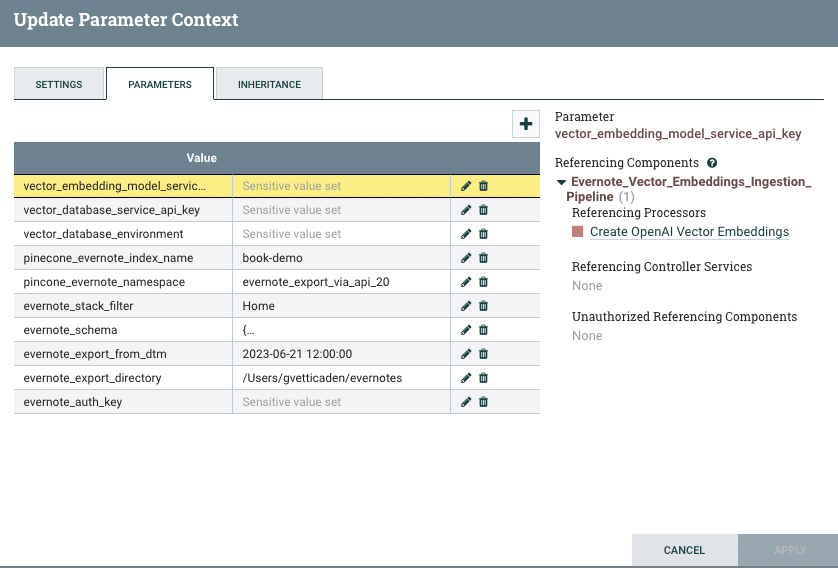 Update Parameter Context
SETTINGS
PARAMETERS
INHERITANCE
Value
vector_embedding_model_servic... Sensitive value set
vector_database_service_api_key Sensitive value set
vector_database_environment Sensitive value set
pinecone_evernote_index_name book-demo
pincone_evernote_namespace evernote_export_via_api_20
evernote_stack_filter Home
evernote_schema {...
evernote_export_from_dtm 2023-06-21 12:00:00
evernote_export_directory /Users/gvetticaden/evernotes
evernote_auth_key Sensitive value set
Parameter
vector_embedding_model_service_api_key
Referencing Components
Evernote_Vector_Embeddings_Ingestion_
Pipeline (1)
Referencing Processors
Create OpenAI Vector Embeddings
Referencing Controller Services
None
Unauthorized Referencing Components
None
CANCEL
APPLY